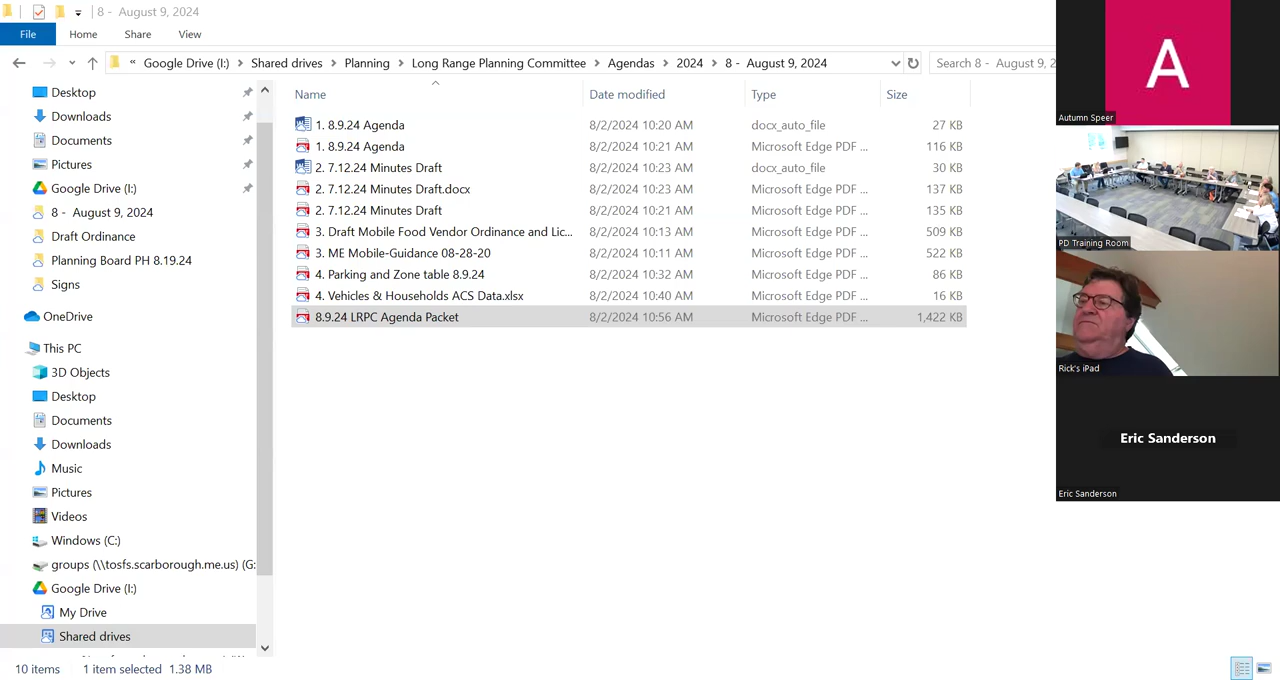 8 - August 9, 2024
File Home Share View
« Google Drive (I:) Shared drives Planning Long Range Planning Committee Agendas 2024 8 - August 9, 2024
Search 8 - August 9, 2
Desktop
Downloads
Documents
Pictures
Google Drive (I:)
8 - August 9, 2024
Draft Ordinance
Planning Board PH 8.19.24
Signs
OneDrive
This PC
3D Objects
Desktop
Documents
Downloads
Music
Pictures
Videos
Windows (C:)
groups (\\tosfs.scarborough.me.us) (G:
Google Drive (I:)
My Drive
Shared drives
Name Date modified Type Size
1. 8.9.24 Agenda 8/2/2024 10:20 AM docx_auto_file 27 KB
1. 8.9.24 Agenda 8/2/2024 10:21 AM Microsoft Edge PDF ... 116 KB
2. 7.12.24 Minutes Draft 8/2/2024 10:23 AM docx_auto_file 30 KB
2. 7.12.24 Minutes Draft.docx 8/2/2024 10:23 AM Microsoft Edge PDF ... 137 KB
2. 7.12.24 Minutes Draft 8/2/2024 10:21 AM Microsoft Edge PDF ... 135 KB
3. Draft Mobile Food Vendor Ordinance and Lic... 8/2/2024 10:13 AM Microsoft Edge PDF ... 509 KB
3. ME Mobile-Guidance 08-28-20 8/2/2024 10:11 AM Microsoft Edge PDF ... 522 KB
4. Parking and Zone table 8.9.24 8/2/2024 10:32 AM Microsoft Edge PDF ... 86 KB
4. Vehicles & Households ACS Data.xlsx 8/2/2024 10:40 AM Microsoft Edge PDF ... 16 KB
8.9.24 LRPC Agenda Packet 8/2/2024 10:56 AM Microsoft Edge PDF ... 1,422 KB
10 items 1 item selected 1.38 MB
A
Autumn Speer
PD Training Room
Rick's iPad
Eric Sanderson
Eric Sanderson